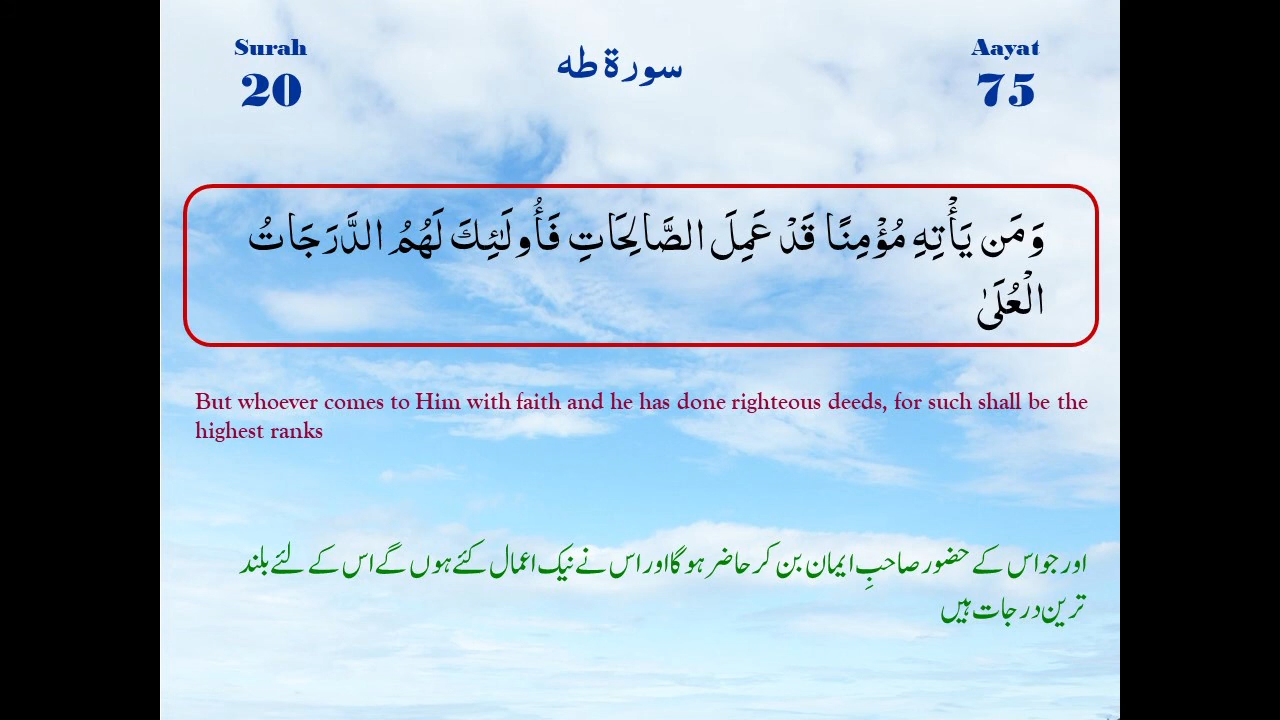 Surah
20
سورة طه
Aayat
75
وَمَن يَأْتِهِ مُؤْمِنًا قَدْ عَمِلَ الصَّالِحَاتِ فَأُولَٰئِكَ لَهُمُ الدَّرَجَاتُ
الْعُلَىٰ
But whoever comes to Him with faith and he has done righteous deeds, for such shall be the
highest ranks
اور جو اس کے حضور صاحبِ ایمان بن کر حاضر ہوگا اور اس نے نیک اعمال کئے ہوں گے اس کے لئے بلند
ترین درجات ہیں